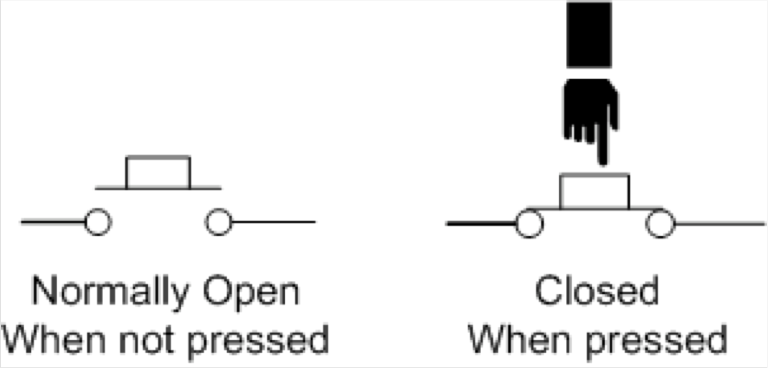 Normally Open
When not pressed
Closed
When pressed